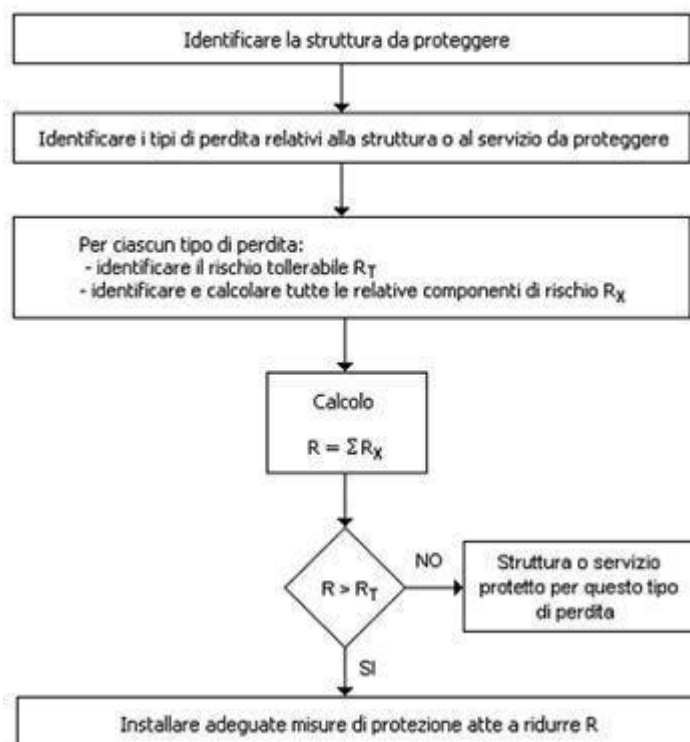 Identificare la struttura da proteggere
Identificare i tipi di perdita relativi alla struttura o al servizio da proteggere
Per ciascun tipo di perdita:
- identificare il rischio tollerabile RT
- identificare e calcolare tutte le relative componenti di rischio RX
Calcolo
R = ΣRX
R > RT
NO
Struttura o servizio
protetto per questo tipo
di perdita
SI
Installare adeguate misure di protezione atte a ridurre R